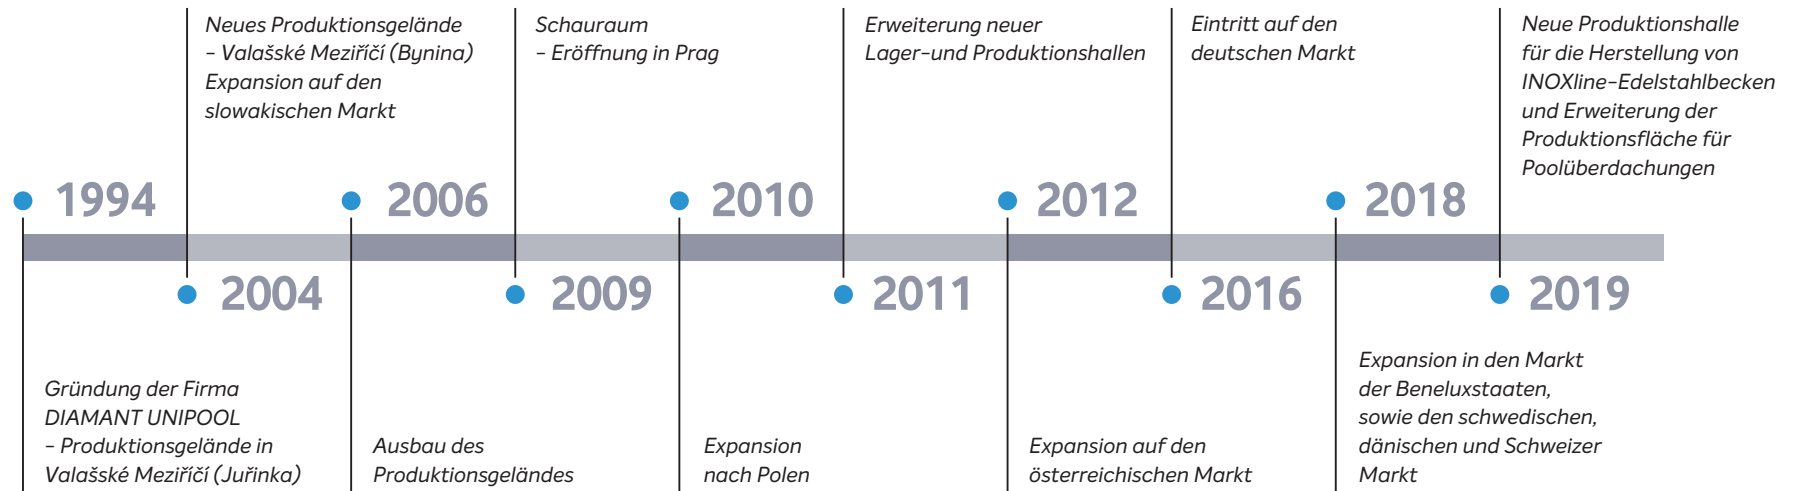 Neues Produktionsgelände
– Valašské Meziříčí (Bynina)
Expansion auf den
slowakischen Markt
Schauraum
– Eröffnung in Prag
Erweiterung neuer
Lager-und Produktionshallen
Eintritt auf den
deutschen Markt
Neue Produktionshalle
für die Herstellung von
INOXline-Edelstahlbecken
und Erweiterung der
Produktionsfläche für
Poolüberdachungen
1994
2006
2010
2012
2018
2004
2009
2011
2016
2019
Gründung der Firma
DIAMANT UNIPOOL
– Produktionsgelände in
Valašské Meziříčí (Juřinka)
Ausbau des
Produktionsgeländes
Expansion
nach Polen
Expansion auf den
österreichischen Markt
Expansion in den Markt
der Beneluxstaaten,
sowie den schwedischen,
dänischen und Schweizer
Markt